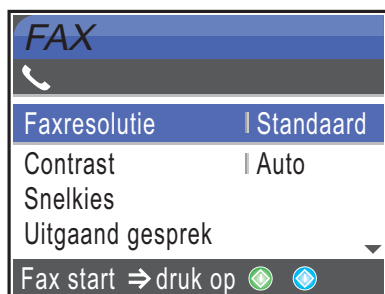 FAX
Faxresolutie Standaard
Contrast Auto
Snelkies
Uitgaand gesprek
Fax start ⇒ druk op